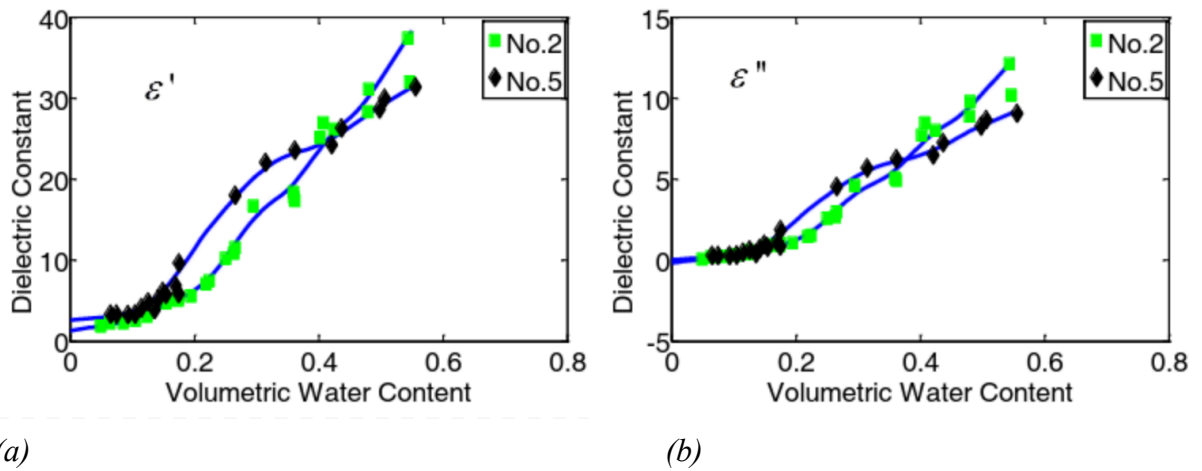 40
30
20
10
0
0
0.2
0.4
0.6
0.8
Dielectric Constant
Volumetric Water Content
ε'
No.2
No.5
15
10
5
0
-5
0
0.2
0.4
0.6
0.8
Dielectric Constant
Volumetric Water Content
ε"
No.2
No.5
(a)
(b)